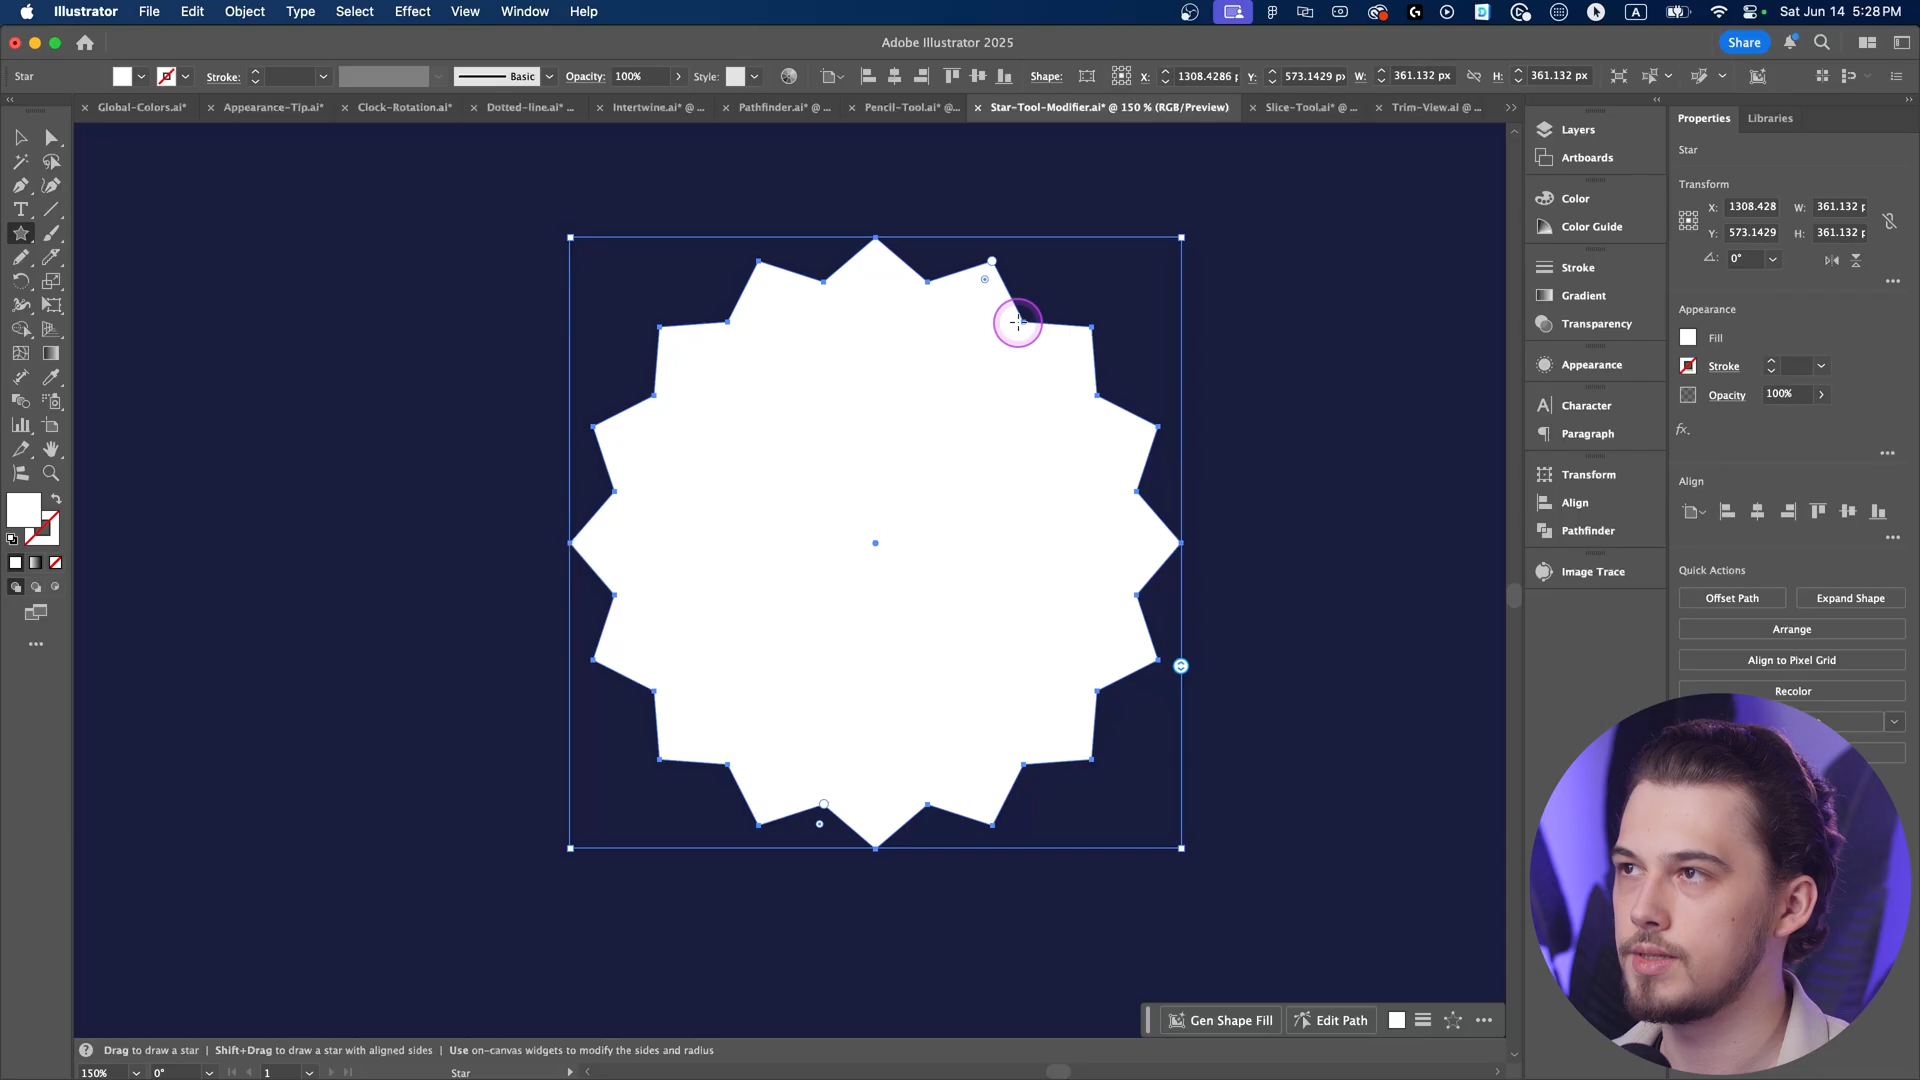 Illustrator File Edit Object Type Select Effect View Window Help
A
Sat Jun 14 5:28 PM
Adobe Illustrator 2025
Share
Star
Stroke:
Basic
Opacity: 100%
Style:
Shape:
X: 1308.4286 p
Y: 573.1429 p
W: 361.132 px
H: 361.132 px
Global-Colors.ai*
Appearance-Tip.ai*
Clock-Rotation.ai*
Dotted-line.ai* ...
Intertwine.ai* @ ...
Pathfinder.ai* @ ...
Pencil-Tool.ai* @...
Star-Tool-Modifier.ai* @ 150 % (RGB/Preview)
Slice-Tool.ai* @ ...
Trim-View.ai @ ...
Layers
Artboards
Color
Color Guide
Stroke
Gradient
Transparency
Appearance
Character
Paragraph
Transform
Align
Pathfinder
Image Trace
Properties Libraries
Star
Transform
X: 1308.428 W: 361.132 p
Y: 573.1429 H: 361.132 p
0°
Appearance
Fill
Stroke
Opacity 100%
fx.
Align
Quick Actions
Offset Path Expand Shape
Arrange
Align to Pixel Grid
Recolor
Gen Shape Fill Edit Path
Drag to draw a star | Shift+Drag to draw a star with aligned sides | Use on-canvas widgets to modify the sides and radius
150% 0° 1 Star